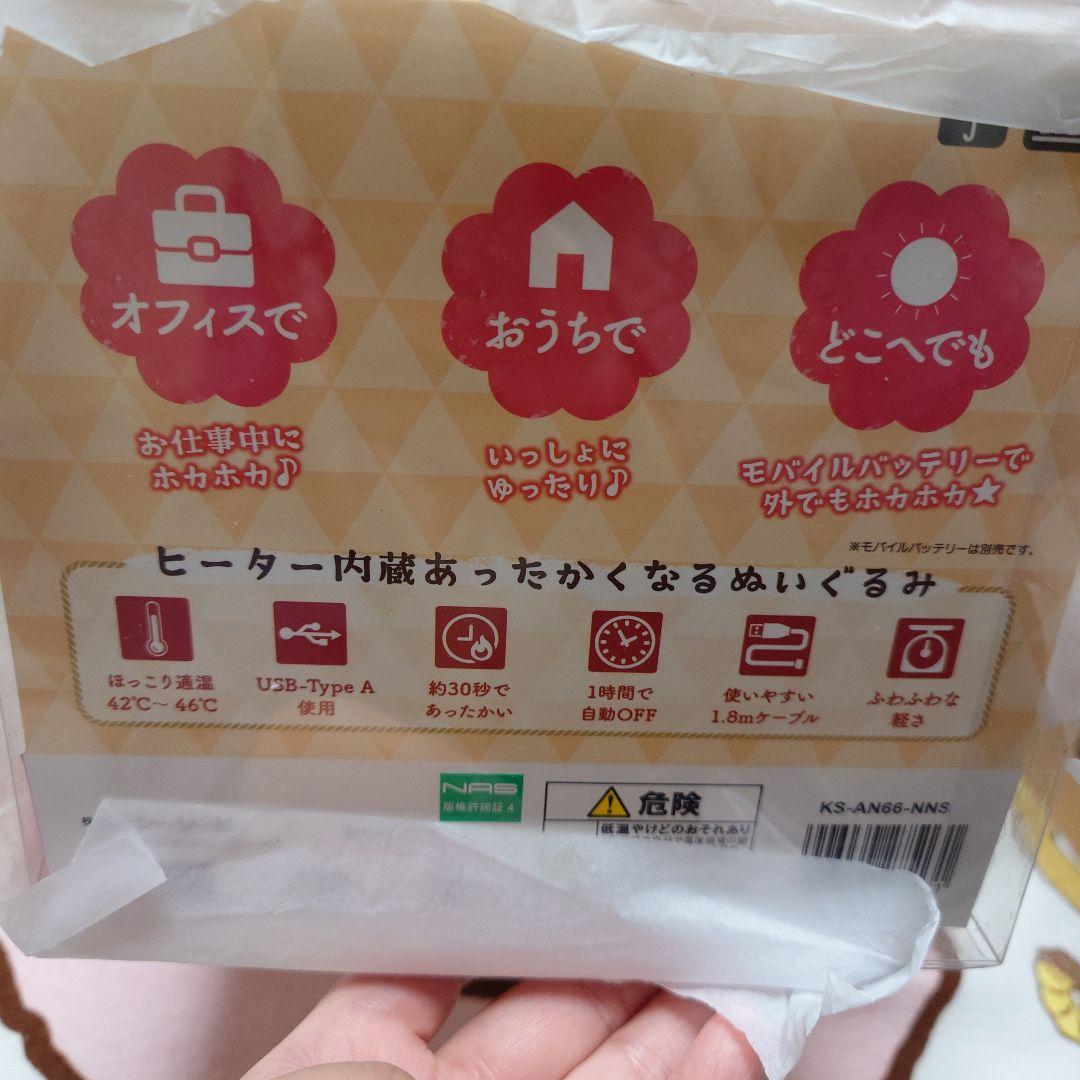 オフィスで
おうちで
どこへでも
お仕事中に
ホカホカ♪
いっしょに
ゆったり♪
モバイルバッテリーで
外でもホカホカ★
※モバイルバッテリーは別売です。
ヒーター内蔵あったかくなるぬいぐるみ
ほっこり適温
42℃～46℃
USB-Type A
使用
約30秒で
あったかい
1時間で
自動OFF
使いやすい
1.8mケーブル
ふわふわな
軽さ
NAS
版権許諾証4
危険
低温やけどのおそれあり
KS-AN66-NNS